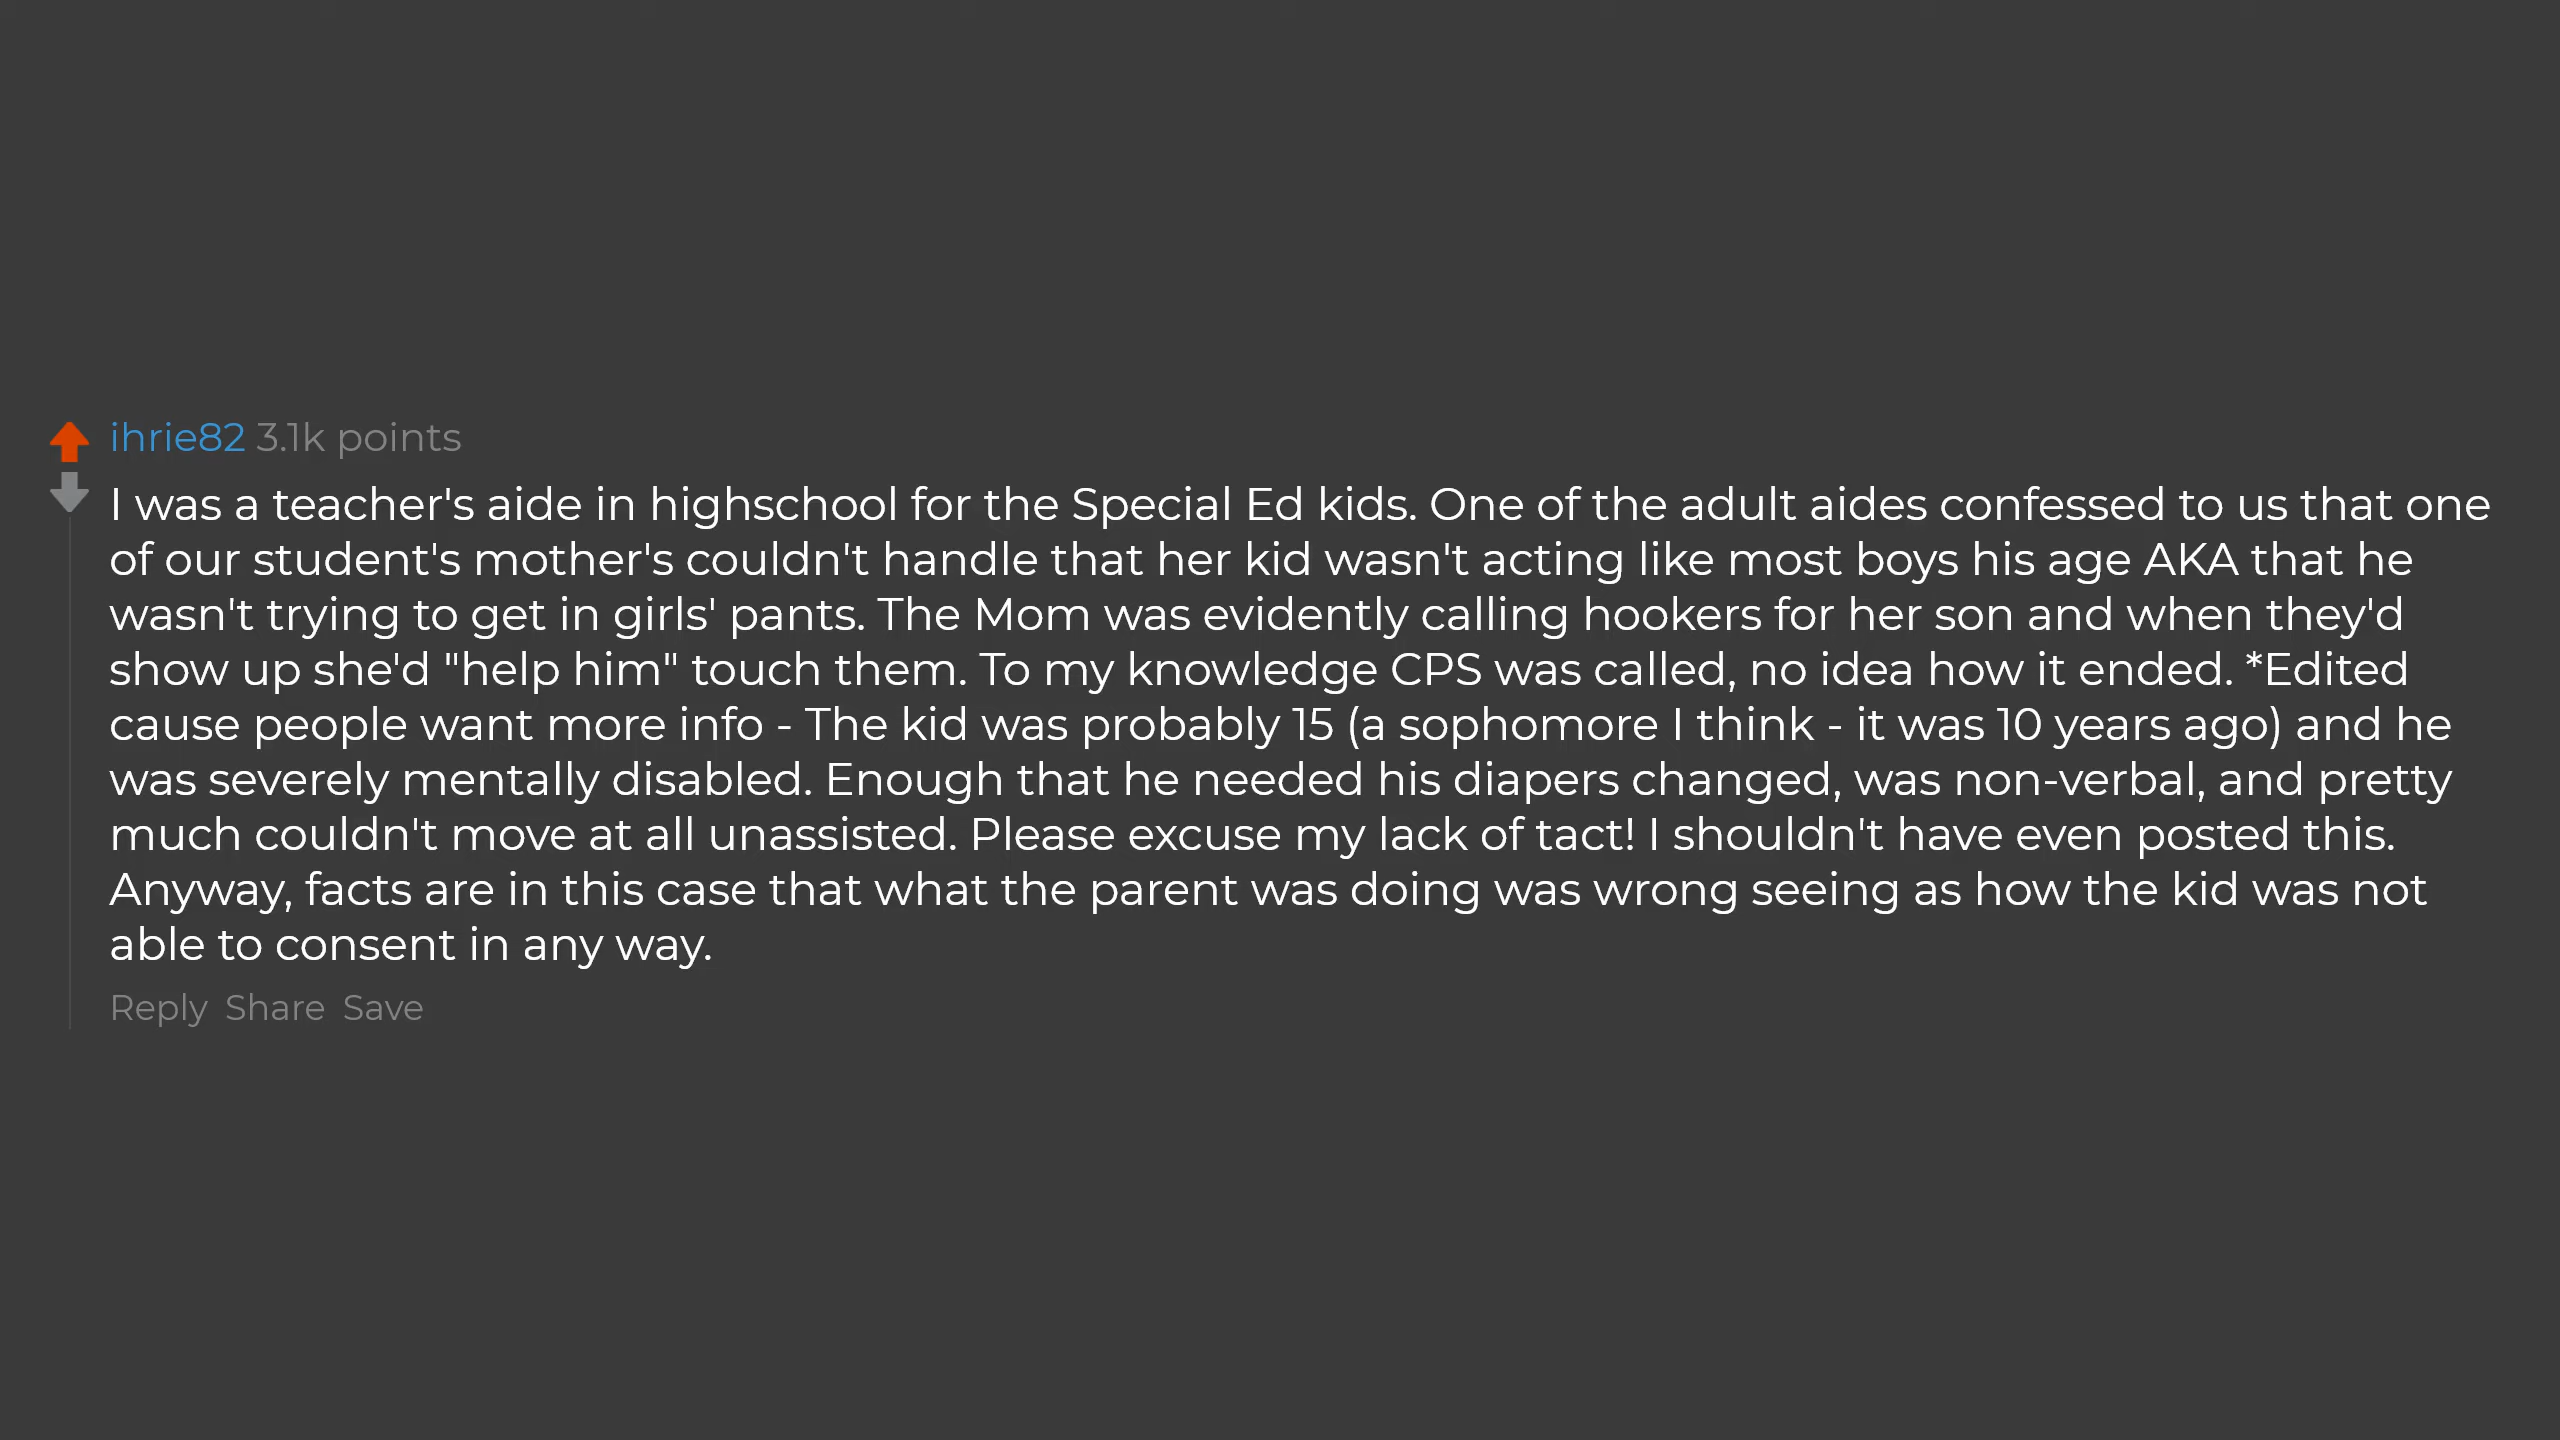 ihrie82 3.1k points
I was a teacher's aide in highschool for the Special Ed kids. One of the adult aides confessed to us that one
of our student's mother's couldn't handle that her kid wasn't acting like most boys his age AKA that he
wasn't trying to get in girls' pants. The Mom was evidently calling hookers for her son and when they'd
show up she'd "help him" touch them. To my knowledge CPS was called, no idea how it ended. *Edited
cause people want more info - The kid was probably 15 (a sophomore I think - it was 10 years ago) and he
was severely mentally disabled. Enough that he needed his diapers changed, was non-verbal, and pretty
much couldn't move at all unassisted. Please excuse my lack of tact! I shouldn't have even posted this.
Anyway, facts are in this case that what the parent was doing was wrong seeing as how the kid was not
able to consent in any way.
Reply Share Save